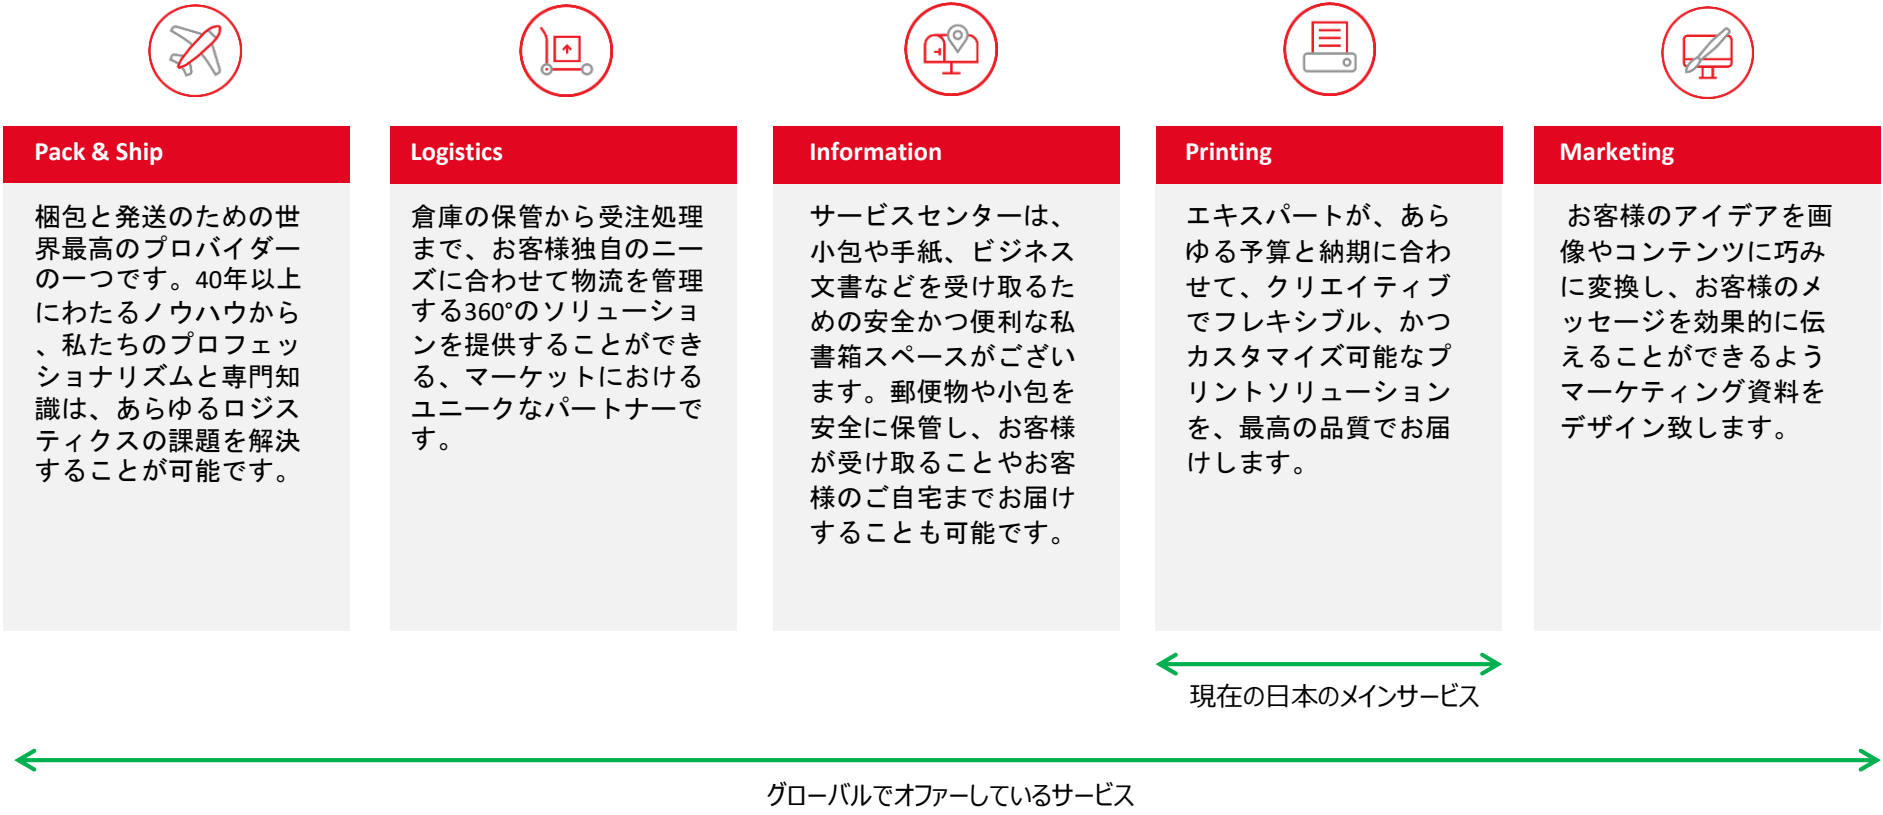 Pack & Ship
梱包と発送のための世
界最高のプロバイダー
の一つです。40年以上
にわたるノウハウから
、私たちのプロフェッ
ショナリズムと専門知
識は、あらゆるロジス
ティクスの課題を解決
することが可能です。
Logistics
倉庫の保管から受注処理
まで、お客様独自のニー
ズに合わせて物流を管理
する360°のソリューショ
ンを提供することができ
る、マーケットにおける
ユニークなパートナーで
す。
Information
サービスセンターは、
小包や手紙、ビジネス
文書などを受け取るた
めの安全かつ便利な私
書箱スペースがござい
ます。郵便物や小包を
安全に保管し、お客様
が受け取ることやお客
様のご自宅までお届け
することも可能です。
Printing
エキスパートが、あら
ゆる予算と納期に合わ
せて、クリエイティブ
でフレキシブル、かつ
カスタマイズ可能なプ
リントソリューション
を、最高の品質でお届
けします。
Marketing
お客様のアイデアを画
像やコンテンツに巧み
に変換し、お客様のメ
ッセージを効果的に伝
えることができるよう
マーケティング資料を
デザイン致します。
現在の日本のメインサービス
グローバルでオファーしているサービス